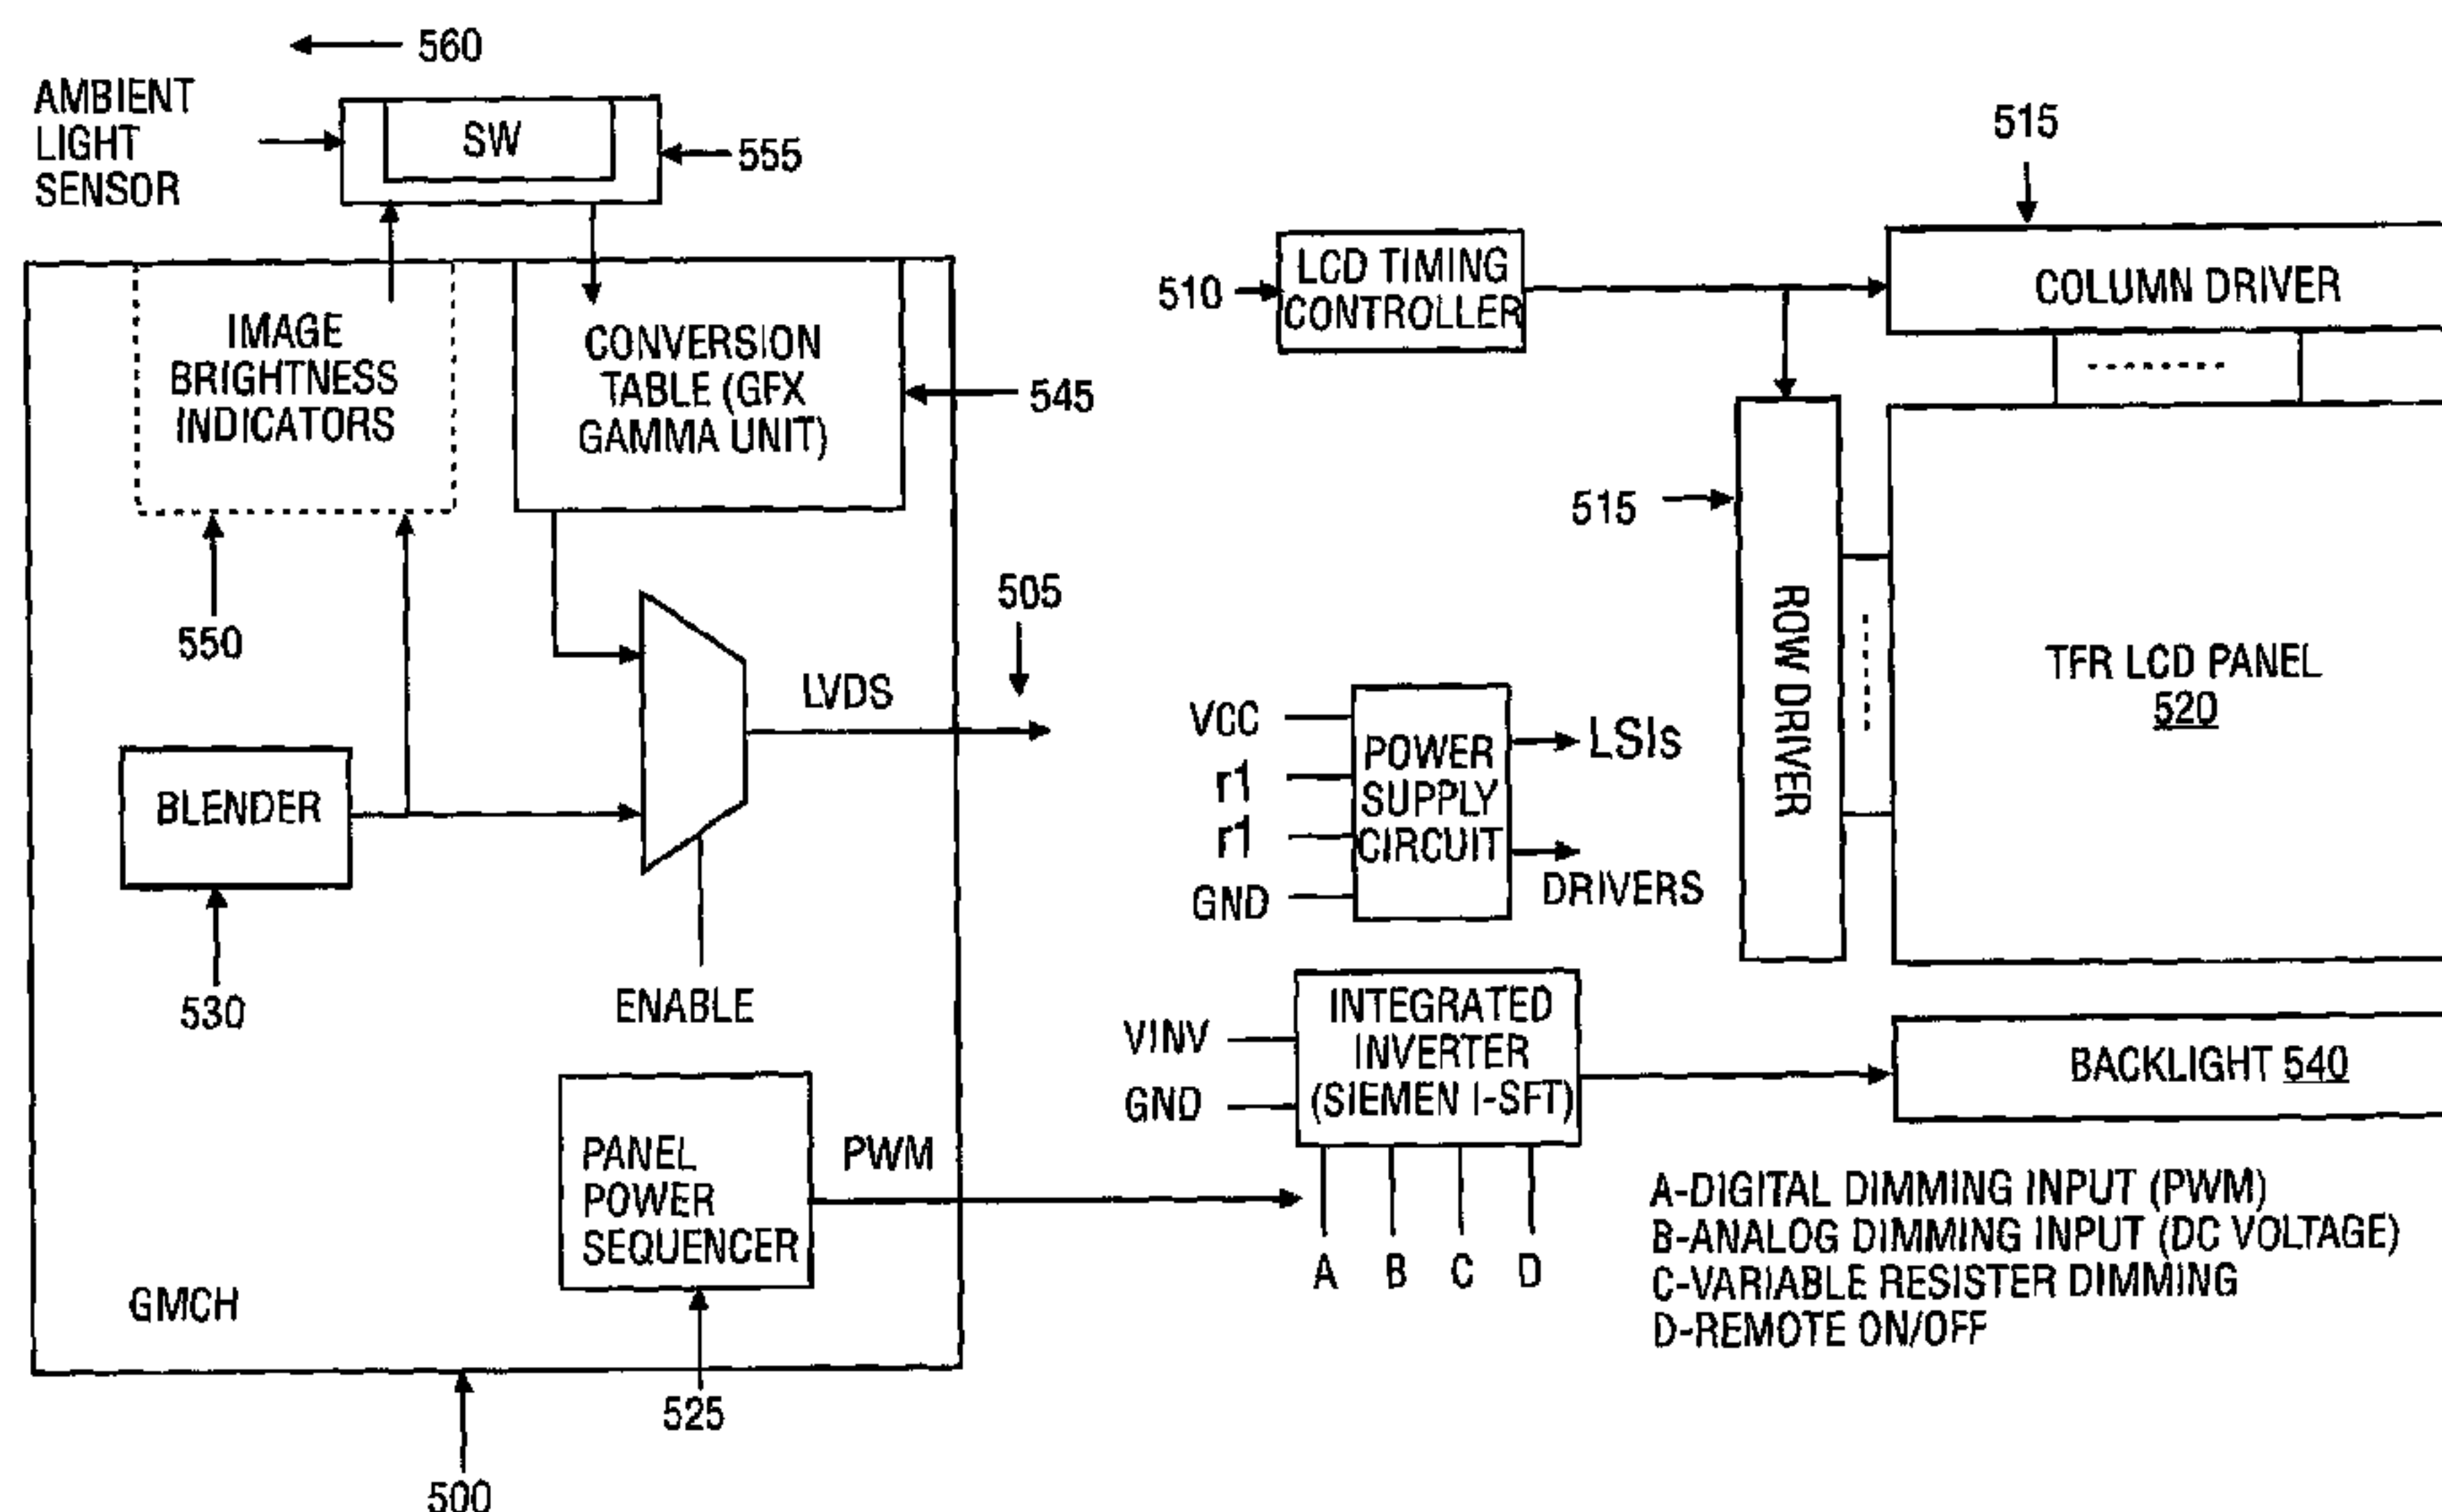 560
AMBIENT
LIGHT
SENSOR
SW
555
IMAGE
BRIGHTNESS
INDICATORS
550
CONVERSION
TABLE (GFX
GAMMA UNIT)
545
505
LVDS
BLENDER
530
ENABLE
PANEL
POWER
SEQUENCER
PWM
GMCH
525
500
510
LCD TIMING
CONTROLLER
515
COLUMN DRIVER
515
ROW DRIVER
TFR LCD PANEL
520
VCC
r1
r1
GND
POWER
SUPPLY
CIRCUIT
LSIs
DRIVERS
VINV
GND
INTEGRATED
INVERTER
(SIEMEN I-SFT)
BACKLIGHT 540
A B C D
A-DIGITAL DIMMING INPUT (PWM)
B-ANALOG DIMMING INPUT (DC VOLTAGE)
C-VARIABLE RESISTER DIMMING
D-REMOTE ON/OFF